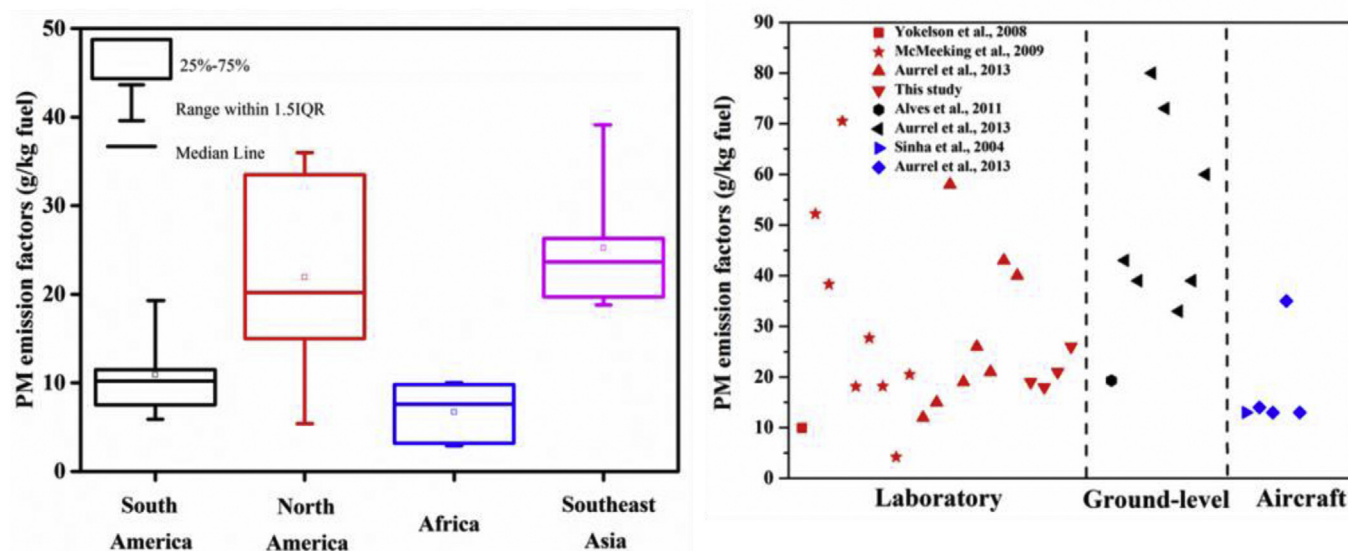 PM emission factors (g/kg fuel)
50
40
30
20
10
0
25%-75%
Range within 1.5IQR
Median Line
South
America
North
America
Africa
Southeast
Asia
PM emission factors (g/kg fuel)
90
80
70
60
50
40
30
20
10
0
Yokelson et al., 2008
McMeeking et al., 2009
Aurrel et al., 2013
This study
Alves et al., 2011
Aurrel et al., 2013
Sinha et al., 2004
Aurrel et al., 2013
Laboratory
Ground-level
Aircraft